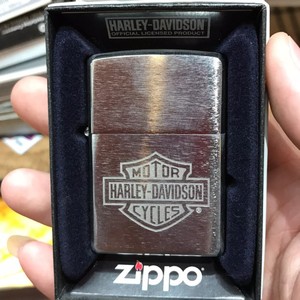 HARLEY-DAVIDSON
OFFICIAL LICENSED PRODUCT
MOTOR
HARLEY-DAVIDSON
CYCLES
®
zippo